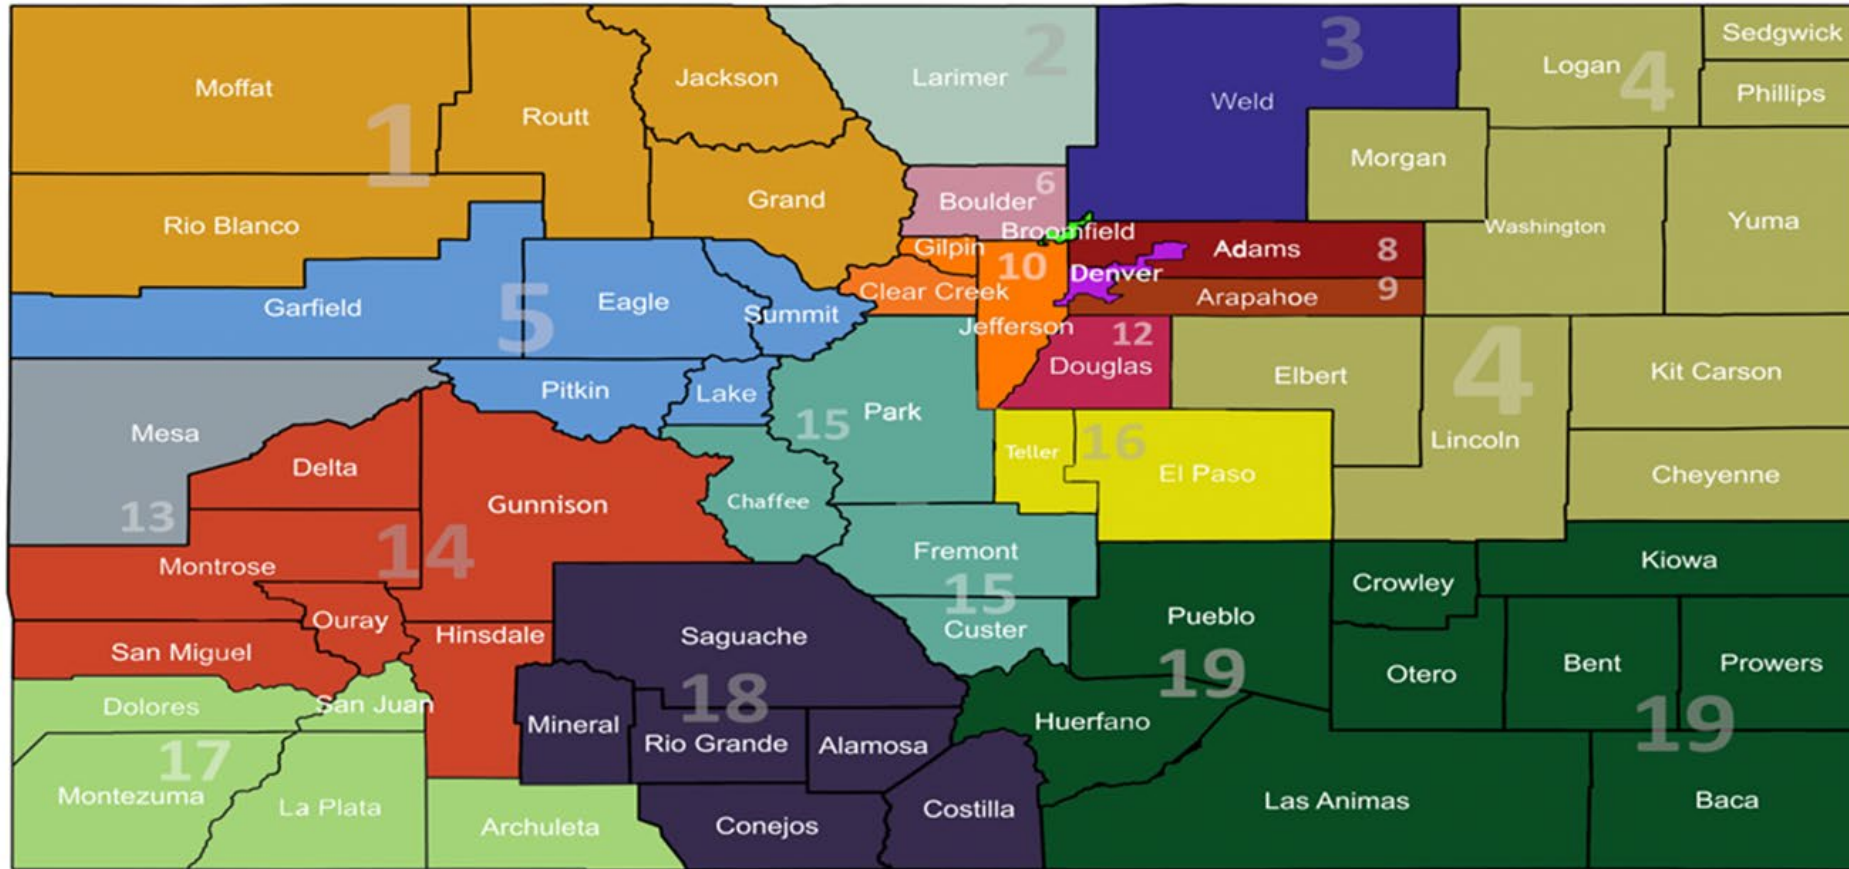 Moffat
Routt
Jackson
Larimer
2
Weld
3
Logan
4
Sedgwick
Phillips
1
Rio Blanco
Grand
Boulder
6
Morgan
Washington
Yuma
Broomfield
Gilpin
10
Denver
Adams
8
Clear Creek
Arapahoe
9
Garfield
5
Eagle
Summit
Jefferson
12
Douglas
Elbert
4
Kit Carson
Pitkin
Lake
Park
15
Mesa
13
Delta
Gunnison
Chaffee
Teller
16
El Paso
Lincoln
Cheyenne
Montrose
14
Fremont
15
Custer
Kiowa
Crowley
Ouray
Hinsdale
Saguache
Pueblo
19
San Miguel
Otero
Bent
Prowers
19
Dolores
San Juan
Mineral
18
Rio Grande
Alamosa
Huerfano
17
Montezuma
La Plata
Archuleta
Conejos
Costilla
Las Animas
Baca